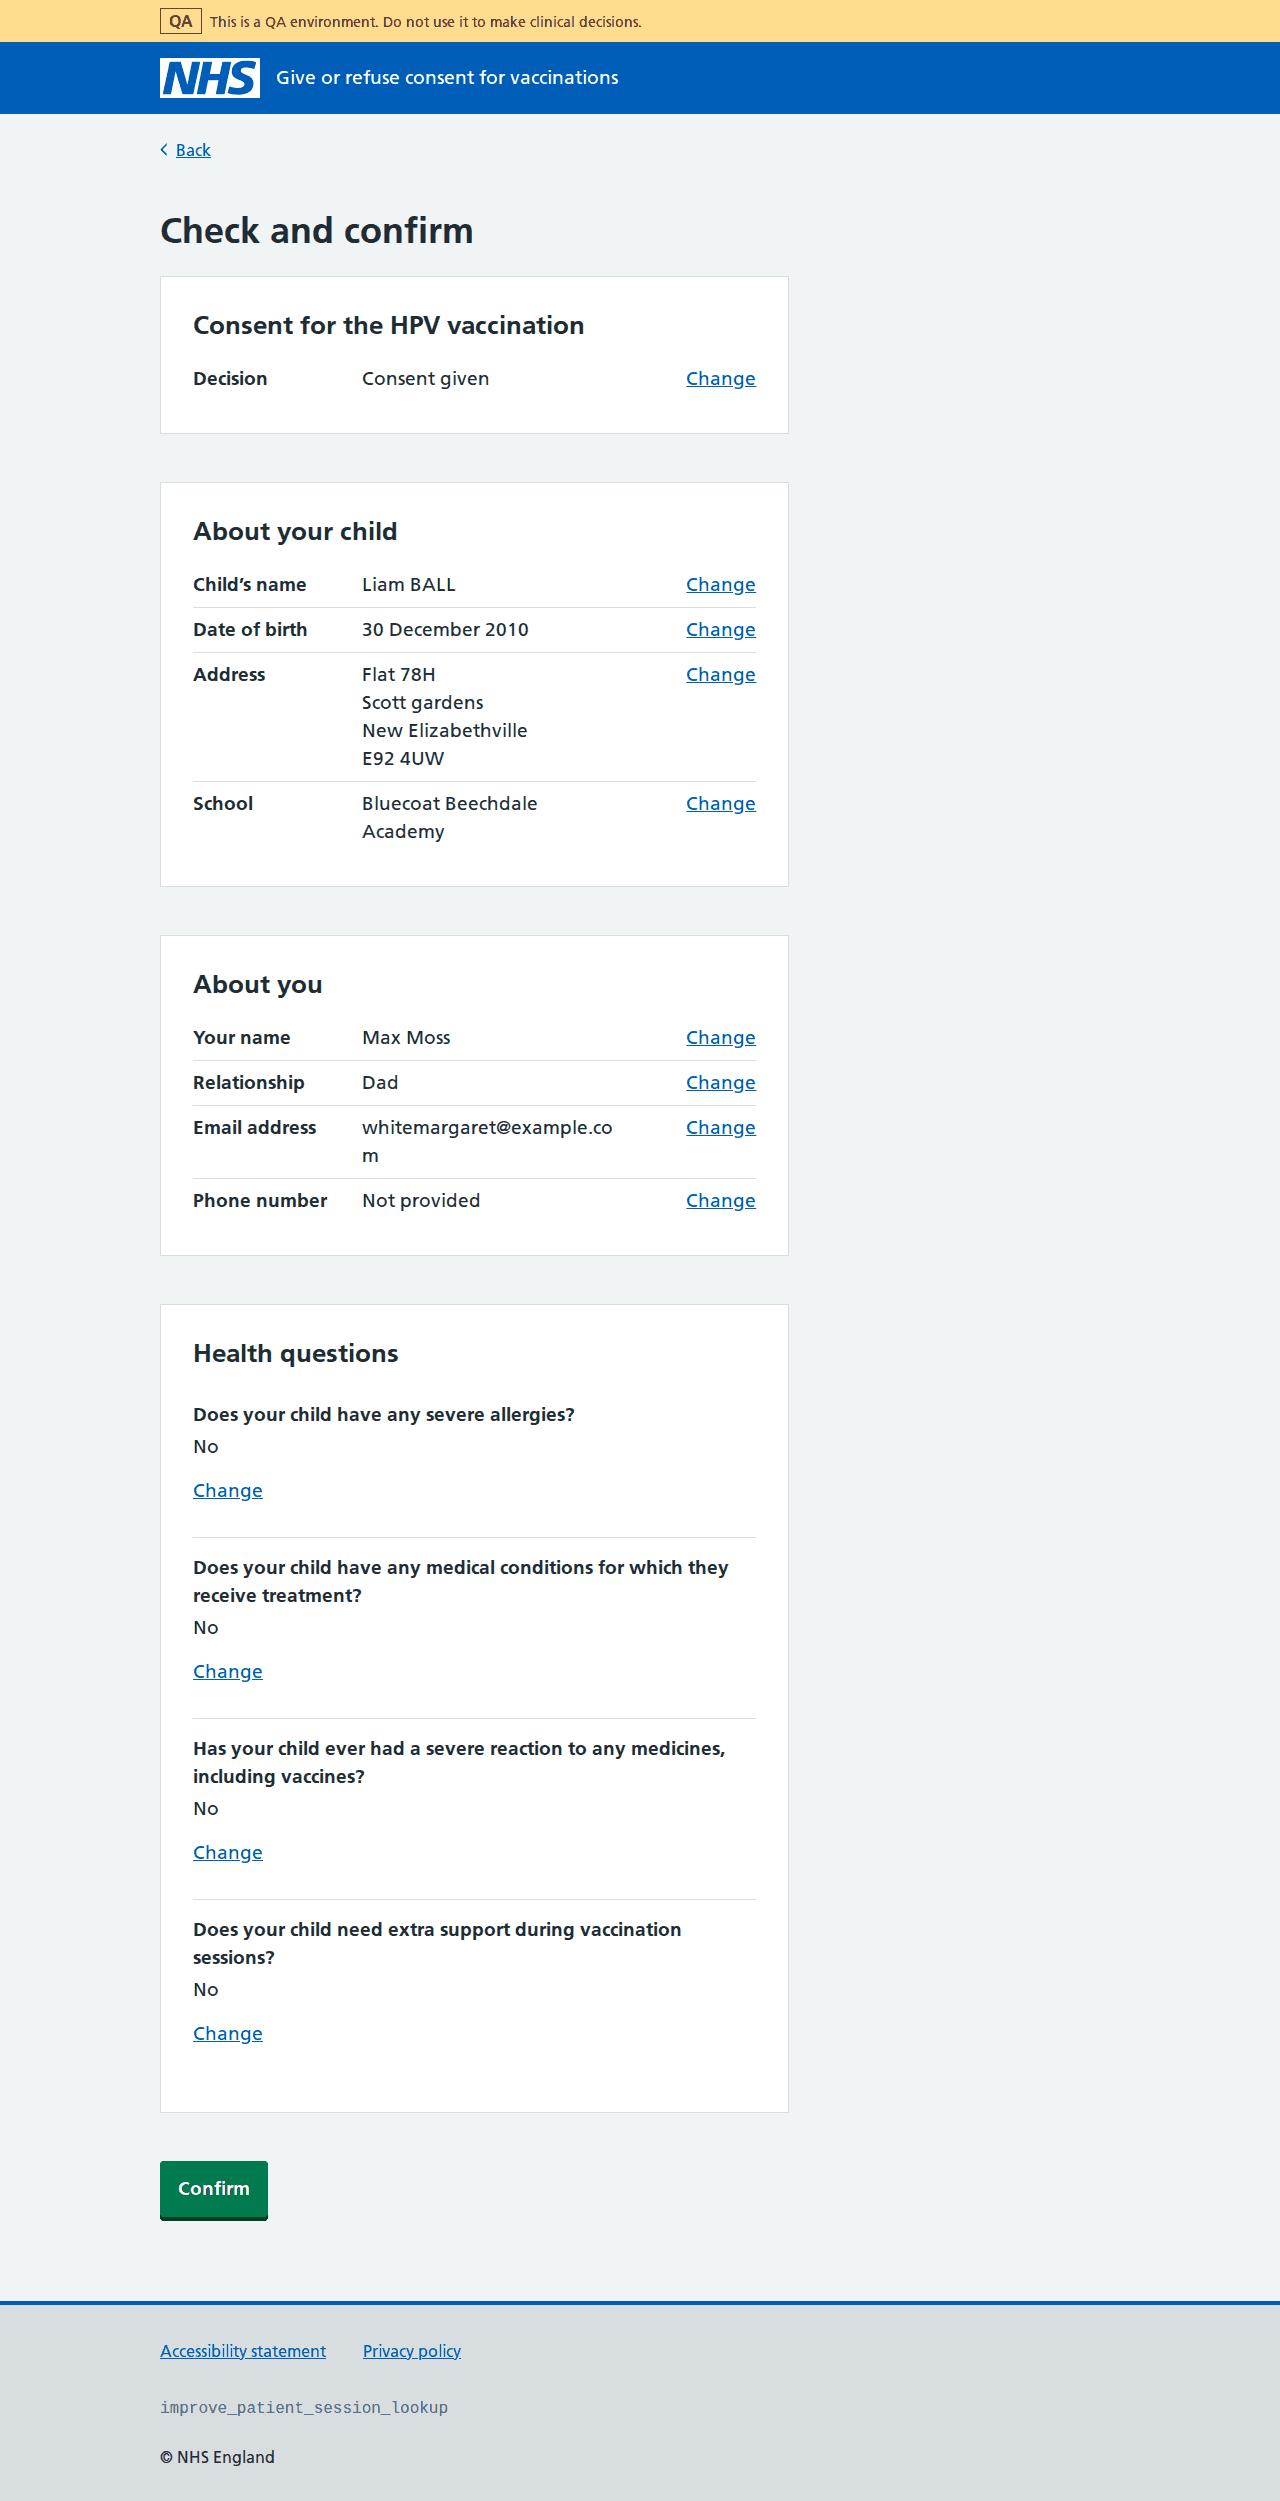 QA This is a QA environment. Do not use it to make clinical decisions.
NHS Give or refuse consent for vaccinations
Back
Check and confirm
Consent for the HPV vaccination
Decision Consent given Change
About your child
Child’s name Liam BALL Change
Date of birth 30 December 2010 Change
Address Flat 78H Change
Scott gardens
New Elizabethville
E92 4UW
School Bluecoat Beechdale Change
Academy
About you
Your name Max Moss Change
Relationship Dad Change
Email address whitemargaret@example.co Change
m
Phone number Not provided Change
Health questions
Does your child have any severe allergies?
No
Change
Does your child have any medical conditions for which they
receive treatment?
No
Change
Has your child ever had a severe reaction to any medicines,
including vaccines?
No
Change
Does your child need extra support during vaccination
sessions?
No
Change
Confirm
Accessibility statement Privacy policy
improve_patient_session_lookup
© NHS England